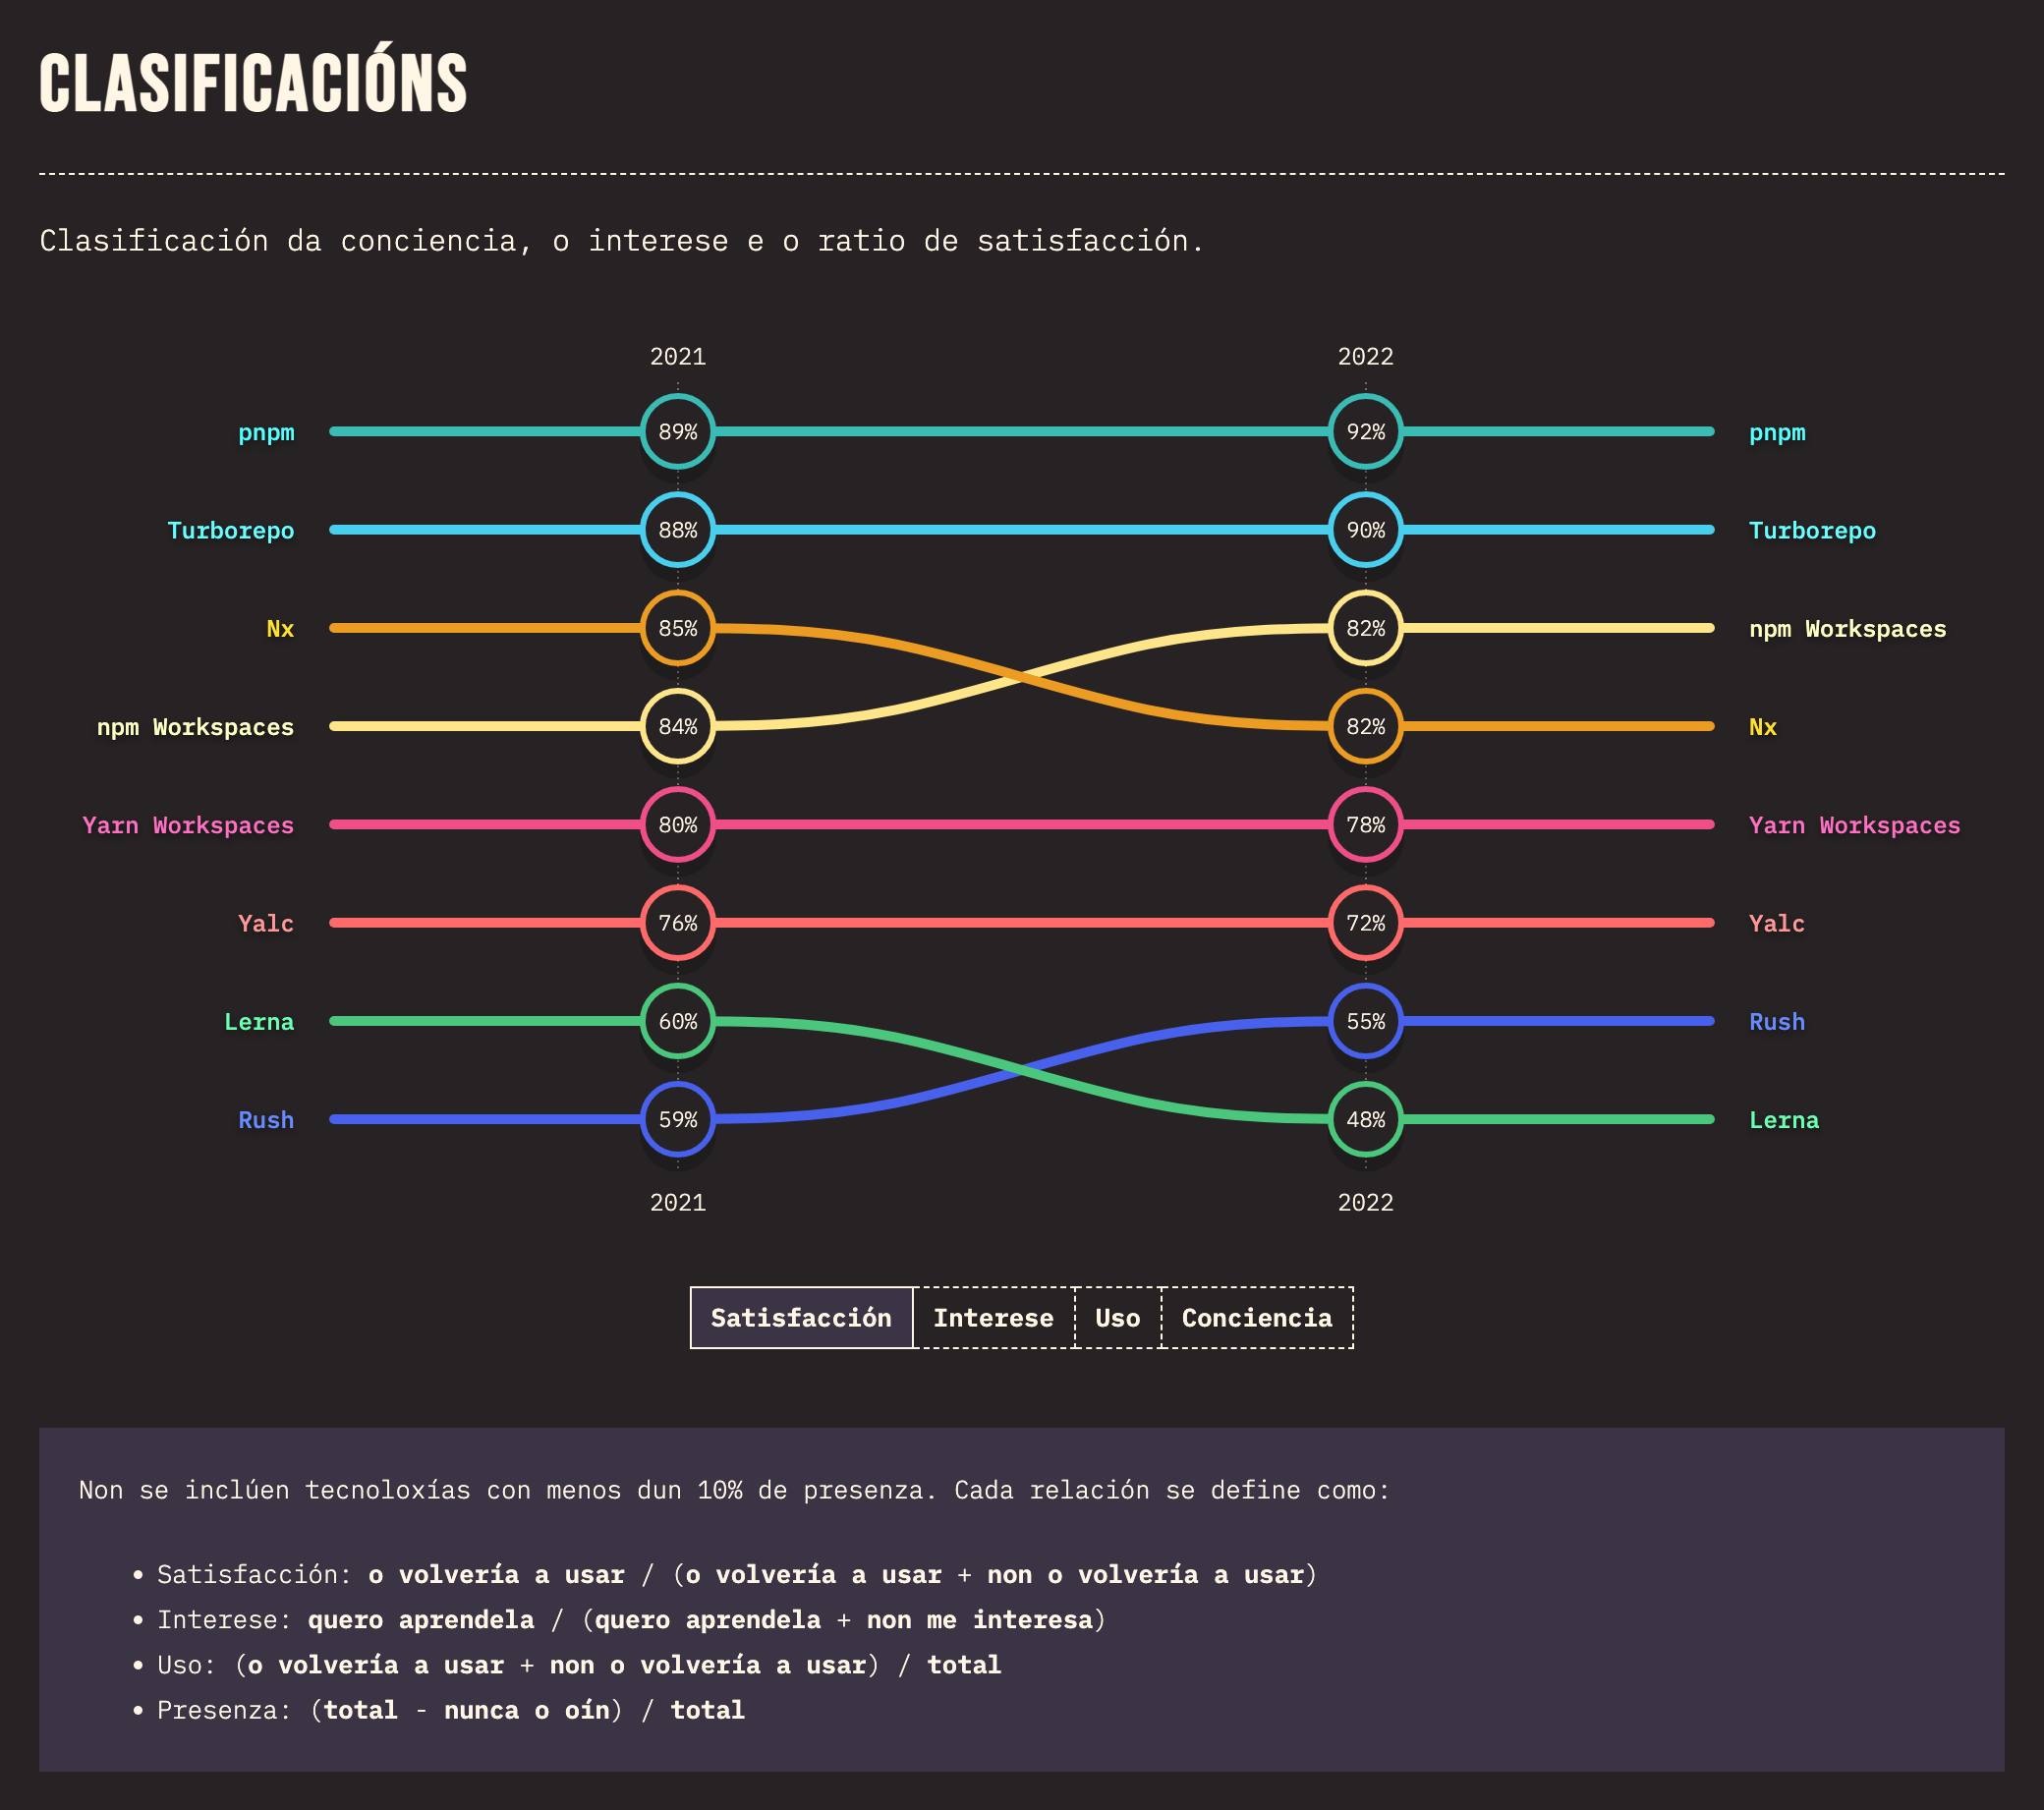 CLASIFICACIÓNS
Clasificación da conciencia, o interese e o ratio de satisfacción.
2021 2022
pnpm 89% 92% pnpm
Turborepo 88% 90% Turborepo
Nx 85% 82% npm Workspaces
npm Workspaces 84% 82% Nx
Yarn Workspaces 80% 78% Yarn Workspaces
Yalc 76% 72% Yalc
Lerna 60% 55% Rush
Rush 59% 48% Lerna
2021 2022
Satisfacción Interese Uso Conciencia
Non se inclúen tecnoloxías con menos dun 10% de presenza. Cada relación se define como:
• Satisfacción: o volvería a usar / (o volvería a usar + non o volvería a usar)
• Interese: quero aprendela / (quero aprendela + non me interesa)
• Uso: (o volvería a usar + non o volvería a usar) / total
• Presenza: (total - nunca o oín) / total